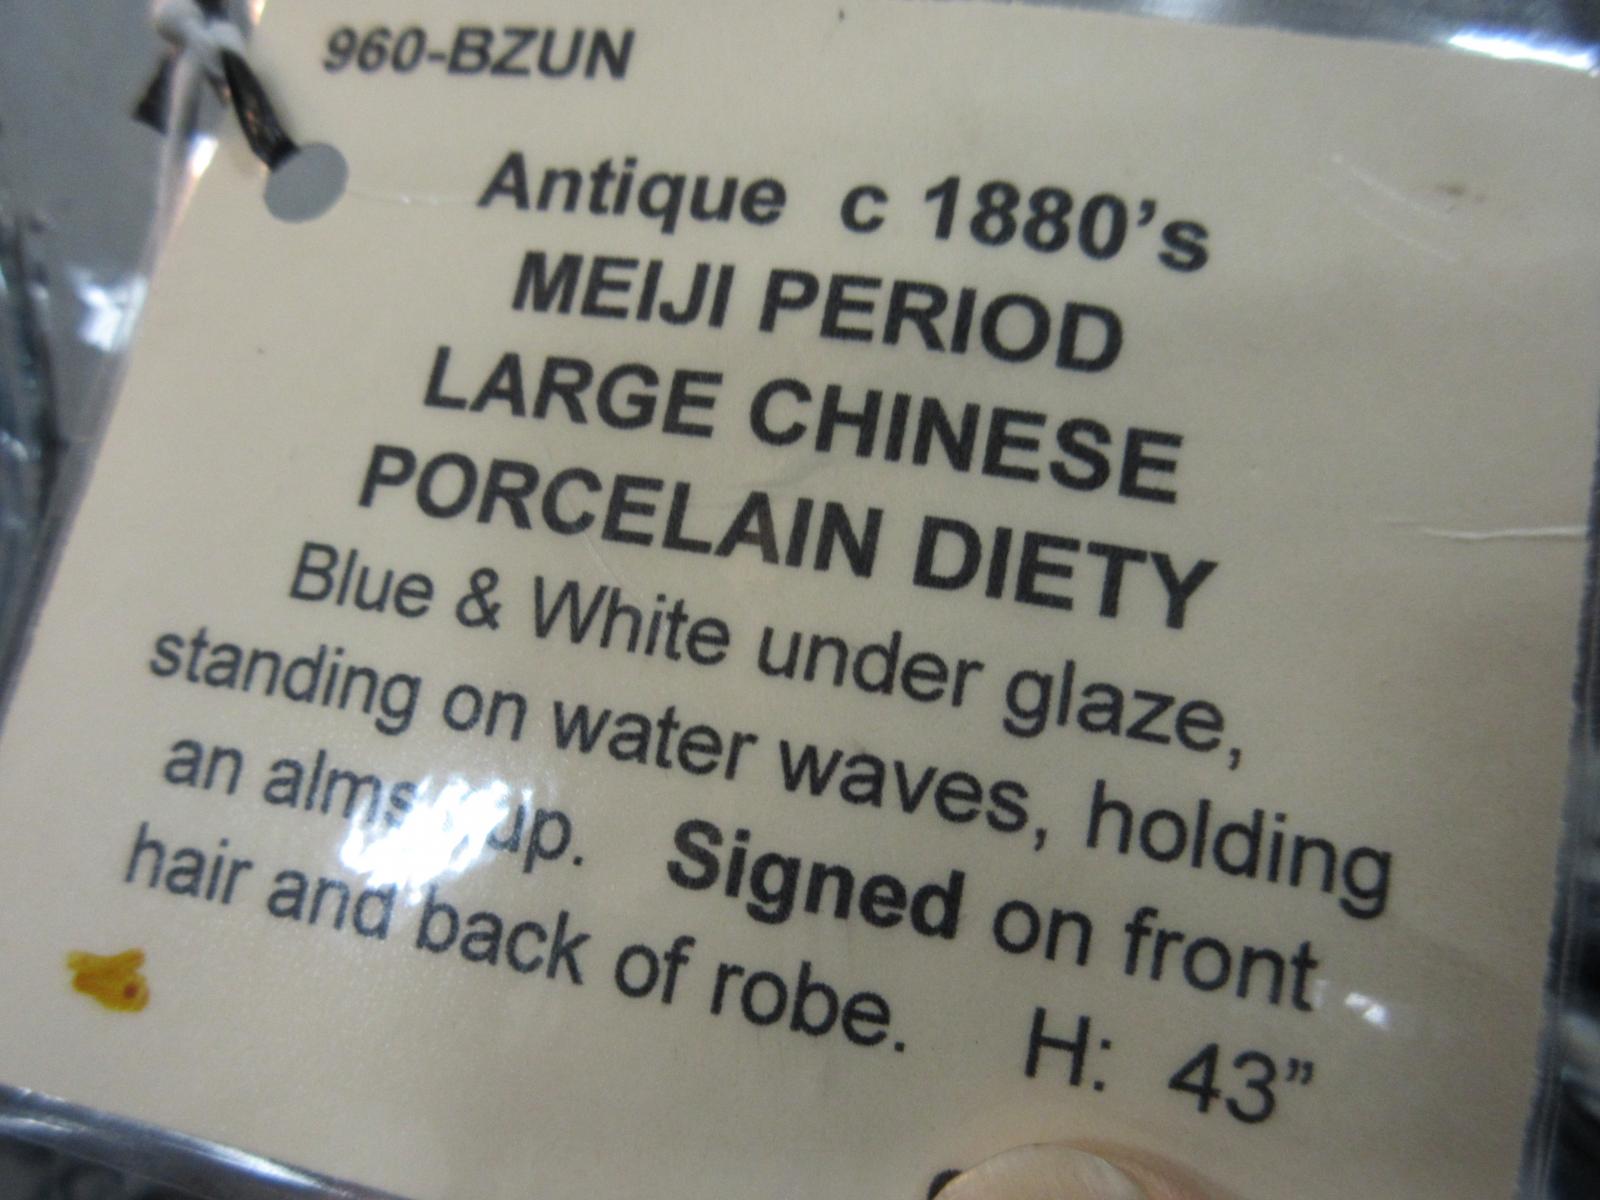 960-BZUN
Antique c 1880's
MEIJI PERIOD
LARGE CHINESE
PORCELAIN DIETY
Blue & White under glaze,
standing on water waves, holding
an alms up. Signed on front
hair and back of robe. H: 43"